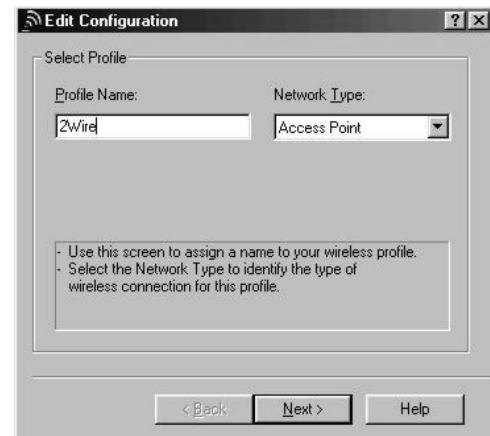 Edit Configuration
Select Profile
Profile Name:
Network Type:
2Wire
Access Point
- Use this screen to assign a name to your wireless profile.
- Select the Network Type to identify the type of
wireless connection for this profile.
< Back
Next >
Help